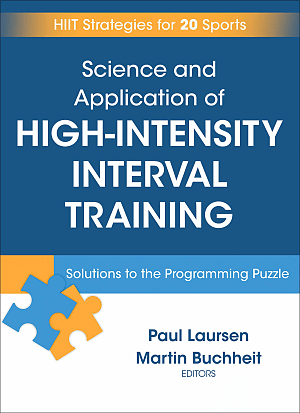 HIIT Strategies for 20 Sports
Science and
Application of
HIGH-INTENSITY
INTERVAL
TRAINING
Solutions to the Programming Puzzle
Paul Laursen
Martin Buchheit
EDITORS